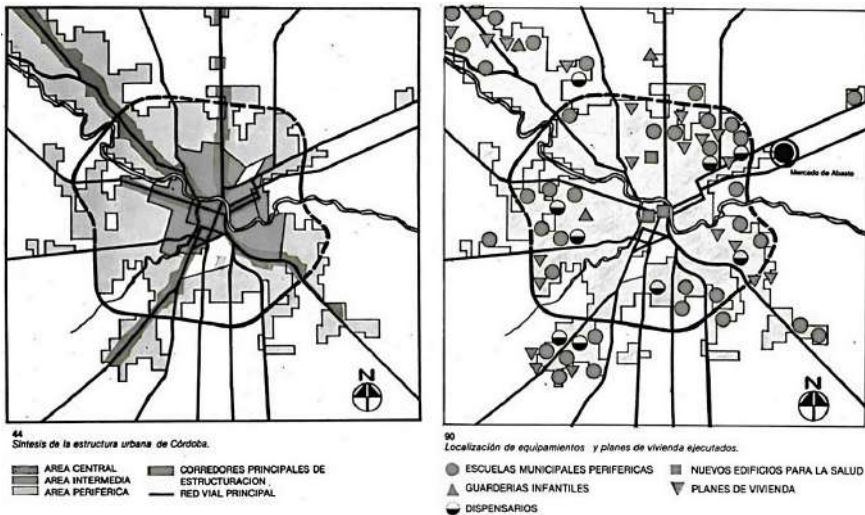 N
44
Síntesis de la estructura urbana de Córdoba.
AREA CENTRAL
AREA INTERMEDIA
AREA PERIFERICA
CORREDORES PRINCIPALES DE
ESTRUCTURACION
RED VIAL PRINCIPAL
Mercado de Abasto
N
90
Localización de equipamientos y planes de vivienda ejecutados.
ESCUELAS MUNICIPALES PERIFERICAS
GUARDERIAS INFANTILES
DISPENSARIOS
NUEVOS EDIFICIOS PARA LA SALUD
PLANES DE VIVIENDA